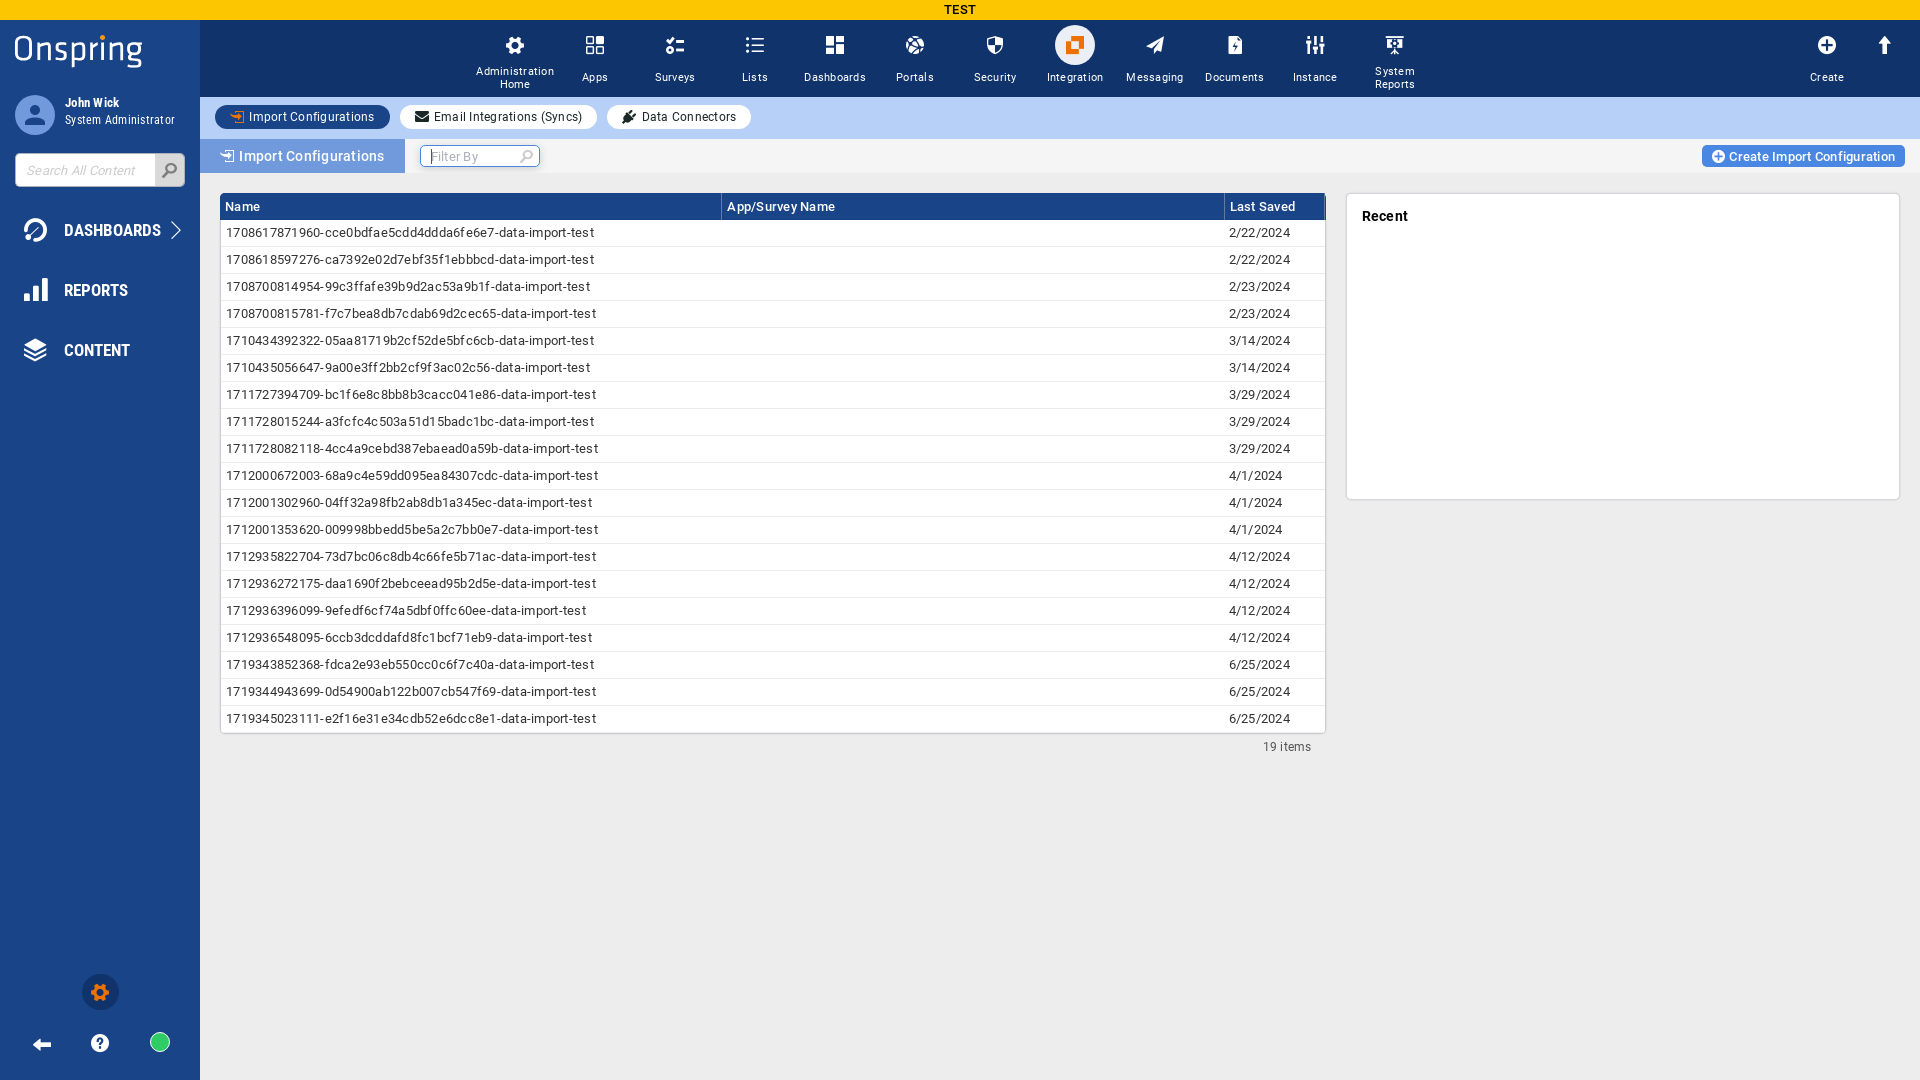 TEST
Onspring
John Wick
System Administrator
Search All Content
DASHBOARDS
REPORTS
CONTENT
Administration Home
Apps
Surveys
Lists
Dashboards
Portals
Security
Integration
Messaging
Documents
Instance
System Reports
Create
Import Configurations
Email Integrations (Syncs)
Data Connectors
Import Configurations
Filter By
Create Import Configuration
Name App/Survey Name Last Saved
1708617871960-cce0bdfae5cdd4ddda6fe6e7-data-import-test 2/22/2024
1708618597276-ca7392e02d7ebf35f1ebbbcd-data-import-test 2/22/2024
1708700814954-99c3ffafe39b9d2ac53a9b1f-data-import-test 2/23/2024
1708700815781-f7c7bea8db7cdab69d2cec65-data-import-test 2/23/2024
1710434392322-05aa81719b2cf52de5bfc6cb-data-import-test 3/14/2024
1710435056647-9a00e3ff2bb2cf9f3ac02c56-data-import-test 3/14/2024
1711727394709-bc1f6e8c8bb8b3cacc041e86-data-import-test 3/29/2024
1711728015244-a3fcfc4c503a51d15badc1bc-data-import-test 3/29/2024
1711728082118-4cc4a9cebd387ebaead0a59b-data-import-test 3/29/2024
1712000672003-68a9c4e59dd095ea84307cdc-data-import-test 4/1/2024
1712001302960-04ff32a98fb2ab8db1a345ec-data-import-test 4/1/2024
1712001353620-009998bbedd5be5a2c7bb0e7-data-import-test 4/1/2024
1712935822704-73d7bc06c8db4c66fe5b71ac-data-import-test 4/12/2024
1712936272175-daa1690f2bebceead95b2d5e-data-import-test 4/12/2024
1712936396099-9efedf6cf74a5dbf0ffc60ee-data-import-test 4/12/2024
1712936548095-6ccb3dcddafd8fc1bcf71eb9-data-import-test 4/12/2024
1719343852368-fdca2e93eb550cc0c6f7c40a-data-import-test 6/25/2024
1719344943699-0d54900ab122b007cb547f69-data-import-test 6/25/2024
1719345023111-e2f16e31e34cdb52e6dcc8e1-data-import-test 6/25/2024
19 items
Recent